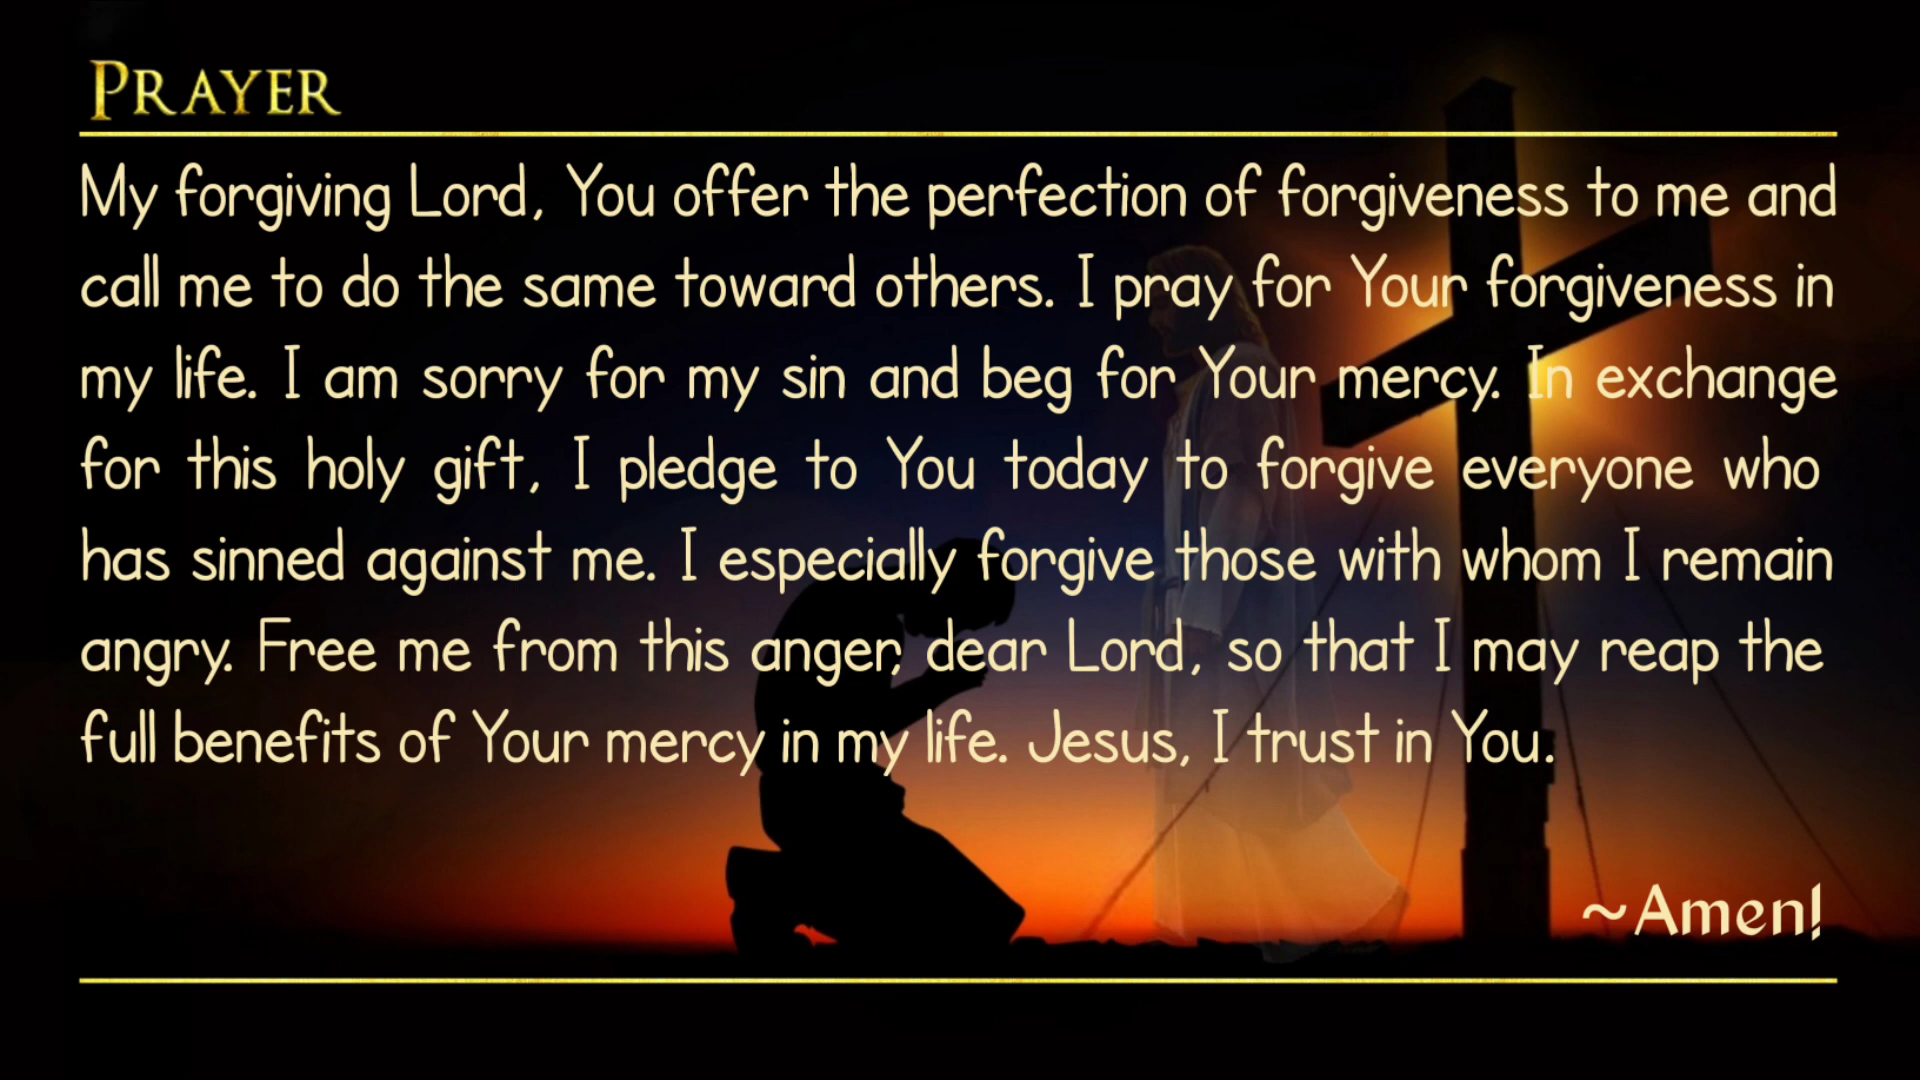 PRAYER
My forgiving Lord, You offer the perfection of forgiveness to me and
call me to do the same toward others. I pray for Your forgiveness in
my life. I am sorry for my sin and beg for Your mercy. In exchange
for this holy gift, I pledge to You today to forgive everyone who
has sinned against me. I especially forgive those with whom I remain
angry. Free me from this anger, dear Lord, so that I may reap the
full benefits of Your mercy in my life. Jesus, I trust in You.
~Amen!